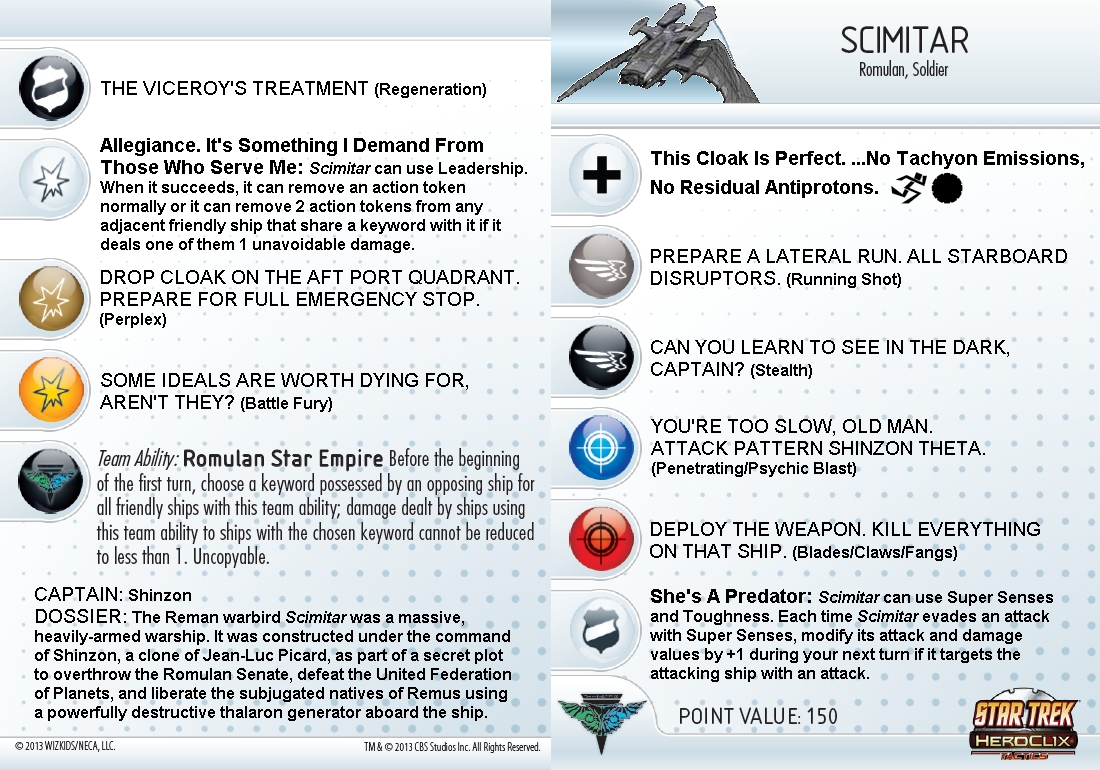 THE VICEROY'S TREATMENT (Regeneration)
Allegiance. It's Something I Demand From
Those Who Serve Me: Scimitar can use Leadership.
When it succeeds, it can remove an action token
normally or it can remove 2 action tokens from any
adjacent friendly ship that share a keyword with it if it
deals one of them 1 unavoidable damage.
DROP CLOAK ON THE AFT PORT QUADRANT.
PREPARE FOR FULL EMERGENCY STOP.
(Perplex)
SOME IDEALS ARE WORTH DYING FOR,
AREN'T THEY? (Battle Fury)
Team Ability: Romulan Star Empire Before the beginning
of the first turn, choose a keyword possessed by an opposing ship for
all friendly ships with this team ability; damage dealt by ships using
this team ability to ships with the chosen keyword cannot be reduced
to less than 1. Uncopyable.
CAPTAIN: Shinzon
DOSSIER: The Reman warbird Scimitar was a massive,
heavily-armed warship. It was constructed under the command
of Shinzon, a clone of Jean-Luc Picard, as part of a secret plot
to overthrow the Romulan Senate, defeat the United Federation
of Planets, and liberate the subjugated natives of Remus using
a powerfully destructive thalaron generator aboard the ship.
© 2013 WIZKIDS/NECA, LLC.
TM & © 2013 CBS Studios Inc. All Rights Reserved.
SCIMITAR
Romulan, Soldier
This Cloak Is Perfect. ...No Tachyon Emissions,
No Residual Antiprotons.
PREPARE A LATERAL RUN. ALL STARBOARD
DISRUPTORS. (Running Shot)
CAN YOU LEARN TO SEE IN THE DARK,
CAPTAIN? (Stealth)
YOU'RE TOO SLOW, OLD MAN.
ATTACK PATTERN SHINZON THETA.
(Penetrating/Psychic Blast)
DEPLOY THE WEAPON. KILL EVERYTHING
ON THAT SHIP. (Blades/Claws/Fangs)
She's A Predator: Scimitar can use Super Senses
and Toughness. Each time Scimitar evades an attack
with Super Senses, modify its attack and damage
values by +1 during your next turn if it targets the
attacking ship with an attack.
POINT VALUE: 150
STAR TREK
HEROCLIX
TACTICS